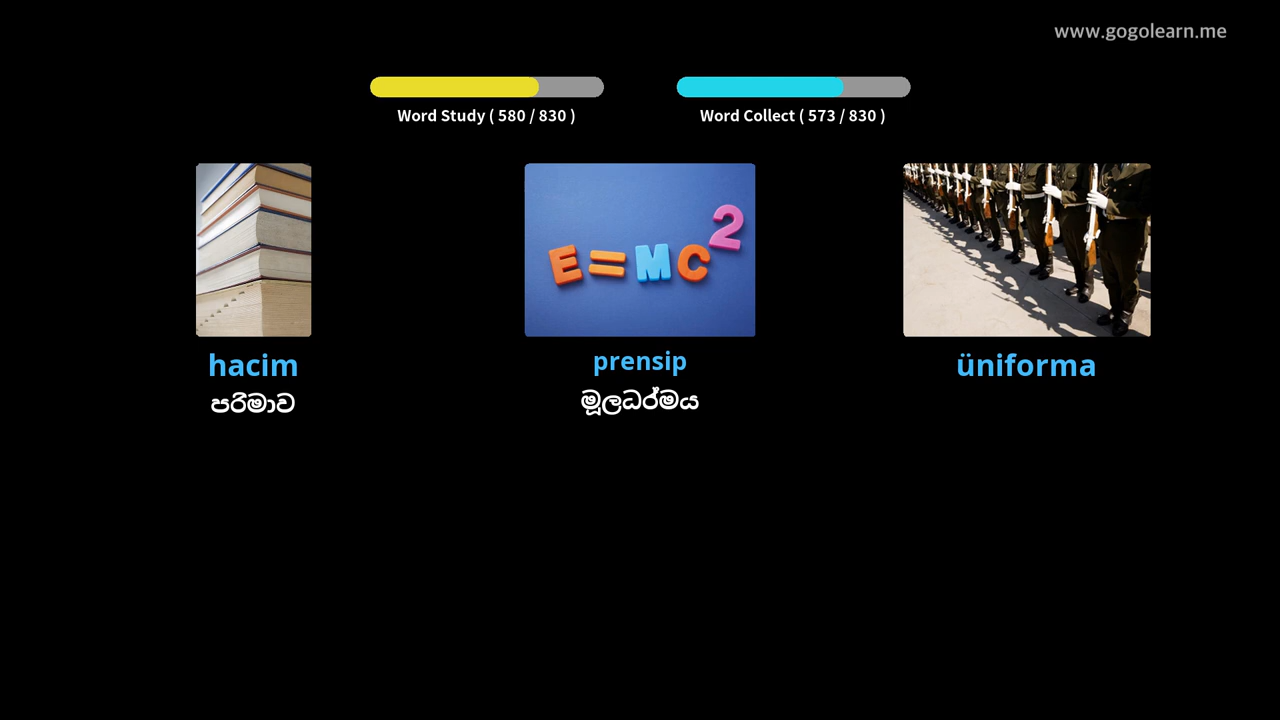 www.gogolearn.me
Word Study ( 580 / 830 )
Word Collect ( 573 / 830 )
E=MC2
hacim
prensip
üniforma
පරිමාව
මූලධර්මය